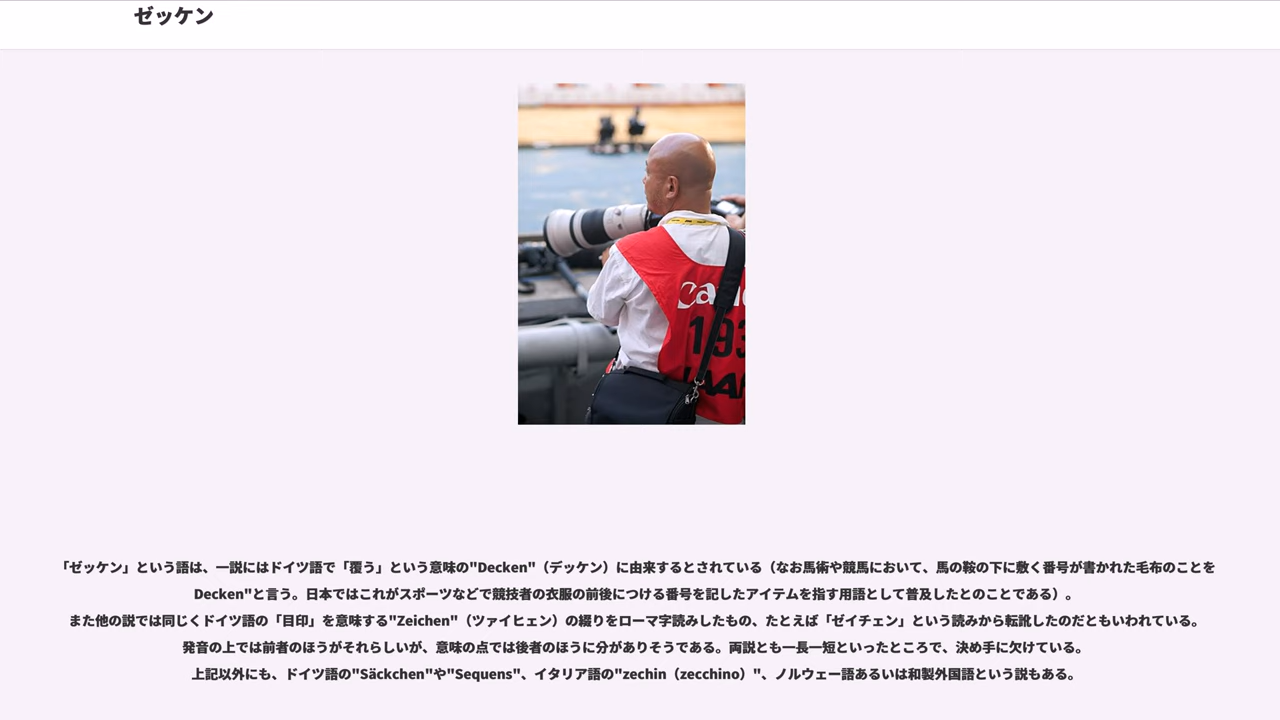 ゼッケン
Cano
193
「ゼッケン」という語は、一説にはドイツ語で「覆う」という意味の"Decken"（デッケン）に由来するとされている（なお馬術や競馬において、馬の鞍の下に敷く番号が書かれた毛布のことを
Decken"と言う。日本ではこれがスポーツなどで競技者の衣服の前後につける番号を記したアイテムを指す用語として普及したとのことである）。
また他の説では同じくドイツ語の「目印」を意味する"Zeichen"（ツァイヒェン）の綴りをローマ字読みしたもの、たとえば「ゼイチェン」という読みから転訛したのだともいわれている。
発音の上では前者のほうがそれらしいが、意味の点では後者のほうに分がありそうである。両説とも一長一短といったところで、決め手に欠けている。
上記以外にも、ドイツ語の"Säckchen"や"Sequens"、イタリア語の"zechin（zecchino）"、ノルウェー語あるいは和製外国語という説もある。